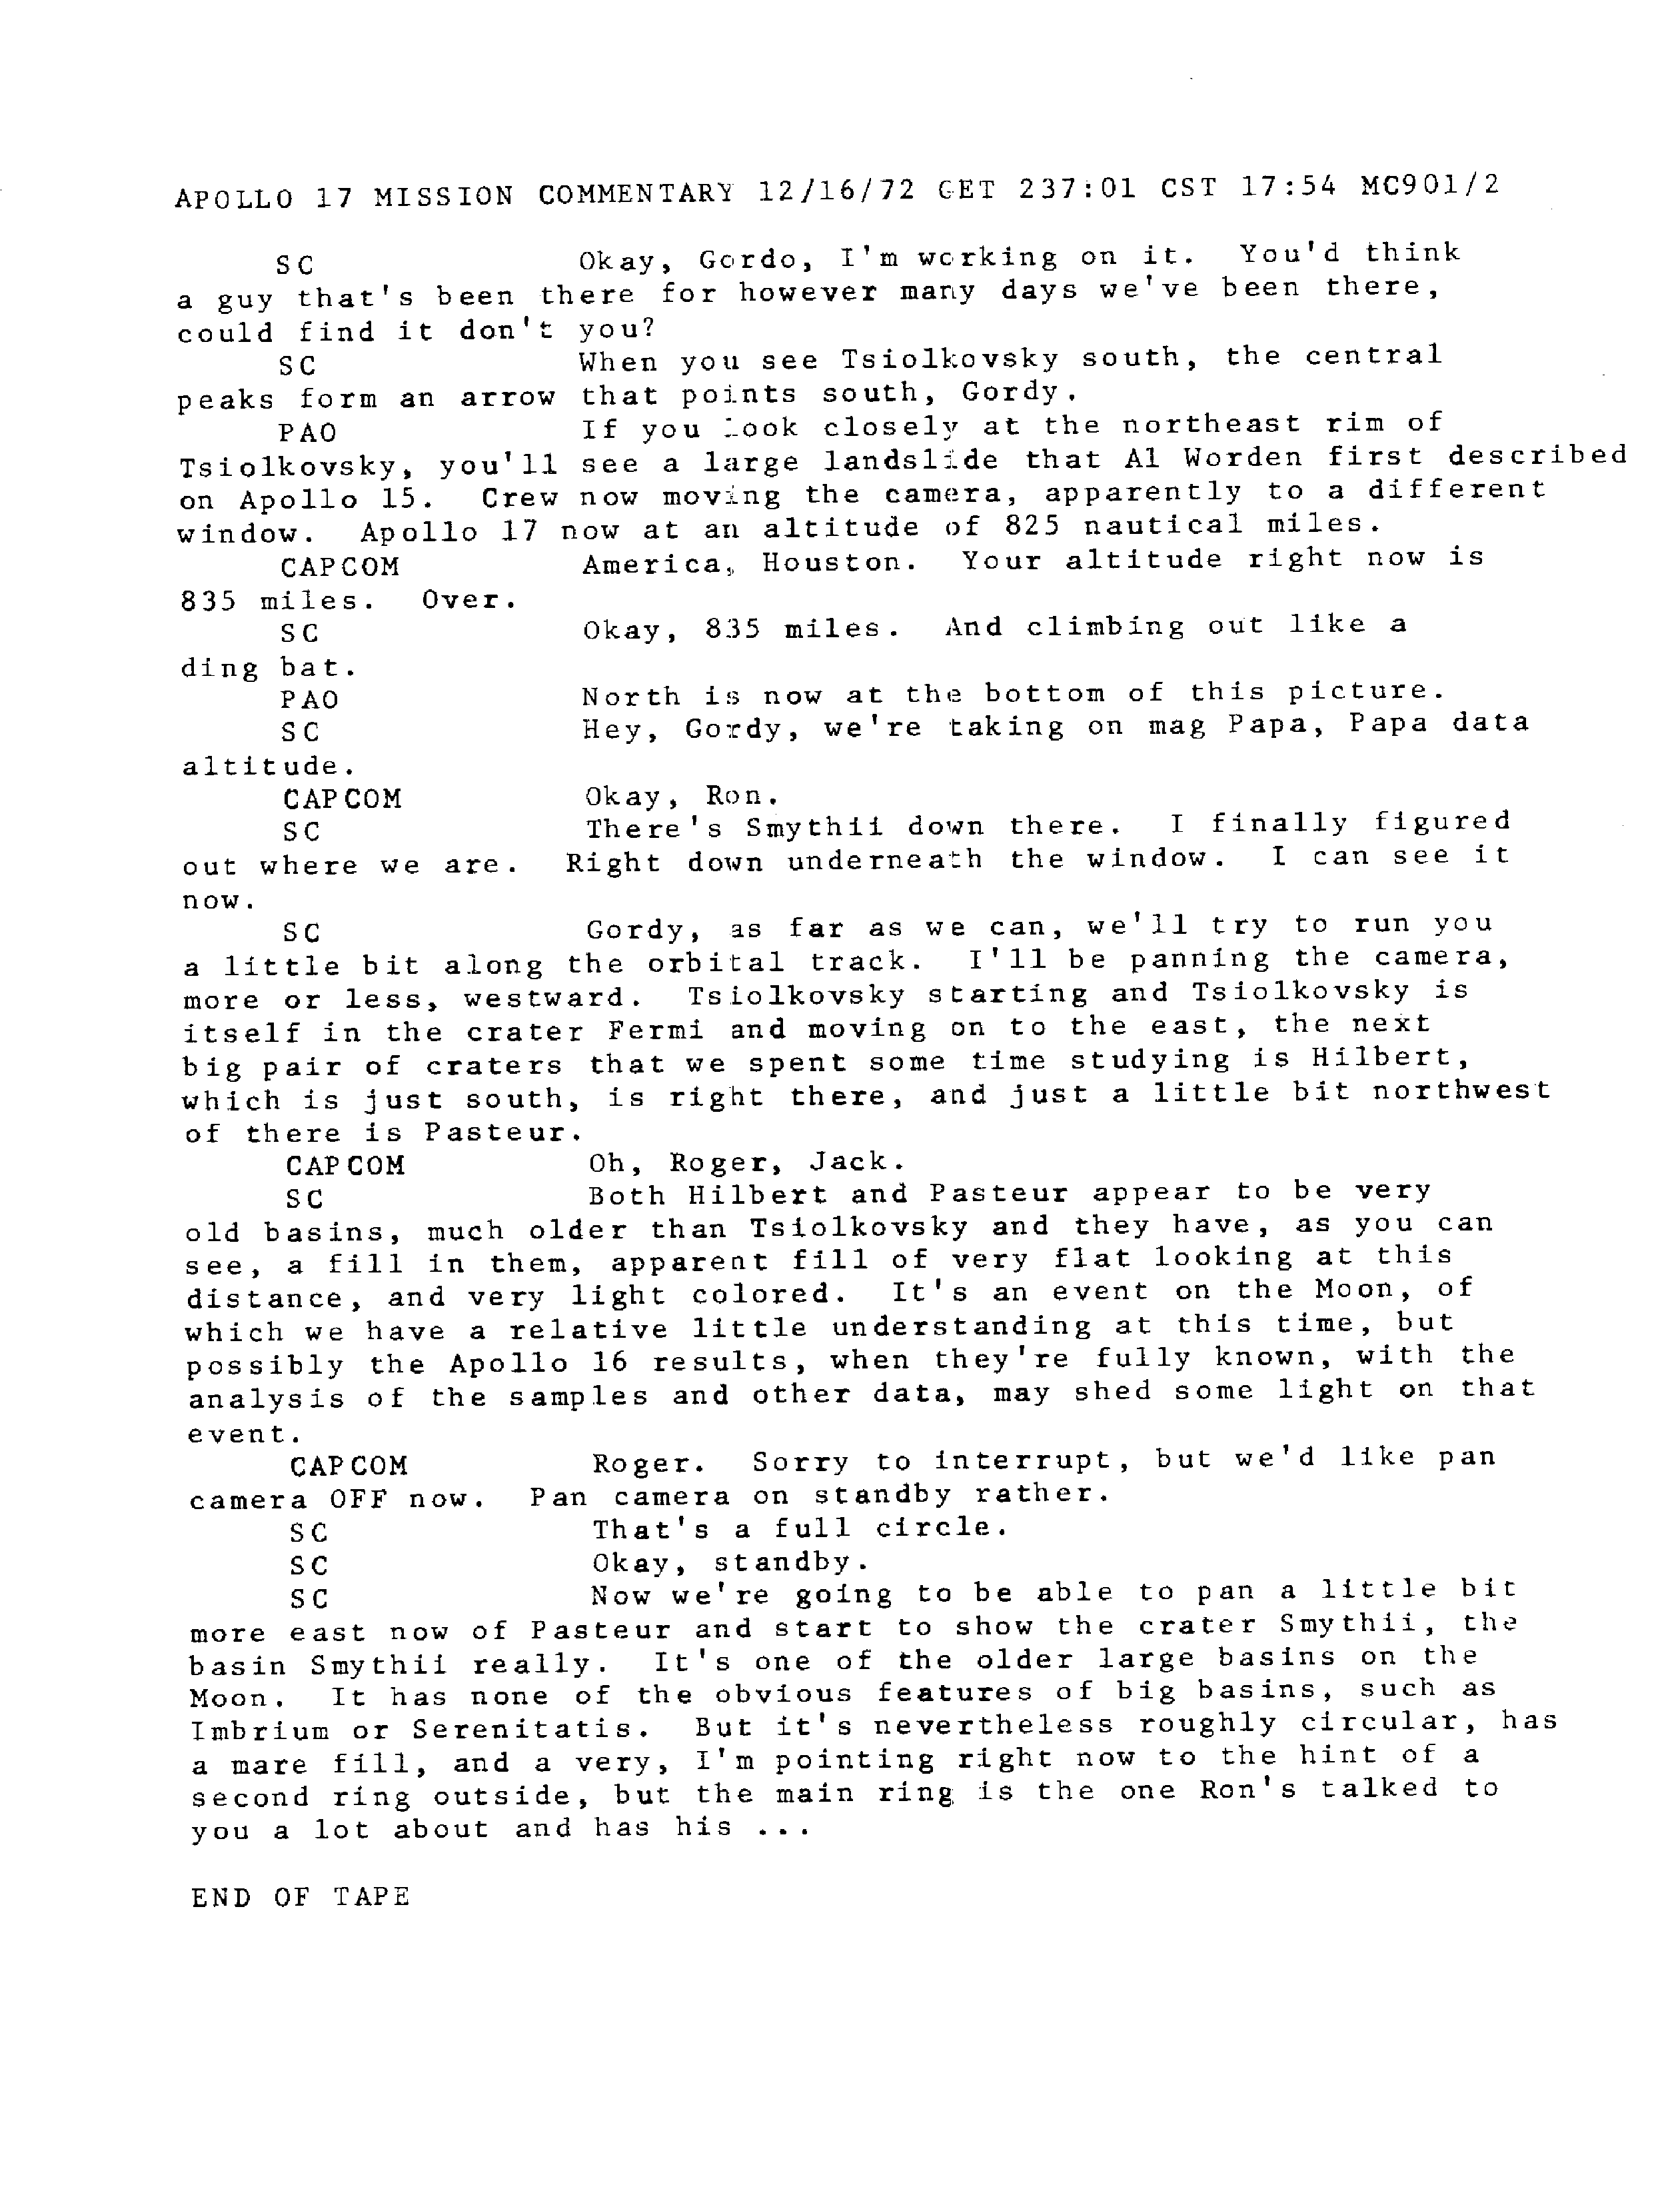 APOLLO 17 MISSION COMMENTARY 12/16/72 GET 237:01 CST 17:54 MC901/2
SC Okay, Gordo, I'm working on it. You'd think
a guy that's been there for however many days we've been there,
could find it don't you?
SC When you see Tsiolkovsky south, the central
peaks form an arrow that points south, Gordy.
PAO If you look closely at the northeast rim of
Tsiolkovsky, you'll see a large landslide that Al Worden first described
on Apollo 15. Crew now moving the camera, apparently to a different
window. Apollo 17 now at an altitude of 825 nautical miles.
CAPCOM America, Houston. Your altitude right now is
835 miles. Over.
SC Okay, 835 miles. And climbing out like a
ding bat.
PAO North is now at the bottom of this picture.
SC Hey, Gordy, we're taking on mag Papa, Papa data
altitude.
CAPCOM Okay, Ron.
SC There's Smythii down there. I finally figured
out where we are. Right down underneath the window. I can see it
now.
SC Gordy, as far as we can, we'll try to run you
a little bit along the orbital track. I'll be panning the camera,
more or less, westward. Tsiolkovsky starting and Tsiolkovsky is
itself in the crater Fermi and moving on to the east, the next
big pair of craters that we spent some time studying is Hilbert,
which is just south, is right there, and just a little bit northwest
of there is Pasteur.
CAPCOM Oh, Roger, Jack.
SC Both Hilbert and Pasteur appear to be very
old basins, much older than Tsiolkovsky and they have, as you can
see, a fill in them, apparent fill of very flat looking at this
distance, and very light colored. It's an event on the Moon, of
which we have a relative little understanding at this time, but
possibly the Apollo 16 results, when they're fully known, with the
analysis of the samples and other data, may shed some light on that
event.
CAPCOM Roger. Sorry to interrupt, but we'd like pan
camera OFF now. Pan camera on standby rather.
SC That's a full circle.
SC Okay, standby.
SC Now we're going to be able to pan a little bit
more east now of Pasteur and start to show the crater Smythii, the
basin Smythii really. It's one of the older large basins on the
Moon. It has none of the obvious features of big basins, such as
Imbrium or Serenitatis. But it's nevertheless roughly circular, has
a mare fill, and a very, I'm pointing right now to the hint of a
second ring outside, but the main ring is the one Ron's talked to
you a lot about and has his ...
END OF TAPE